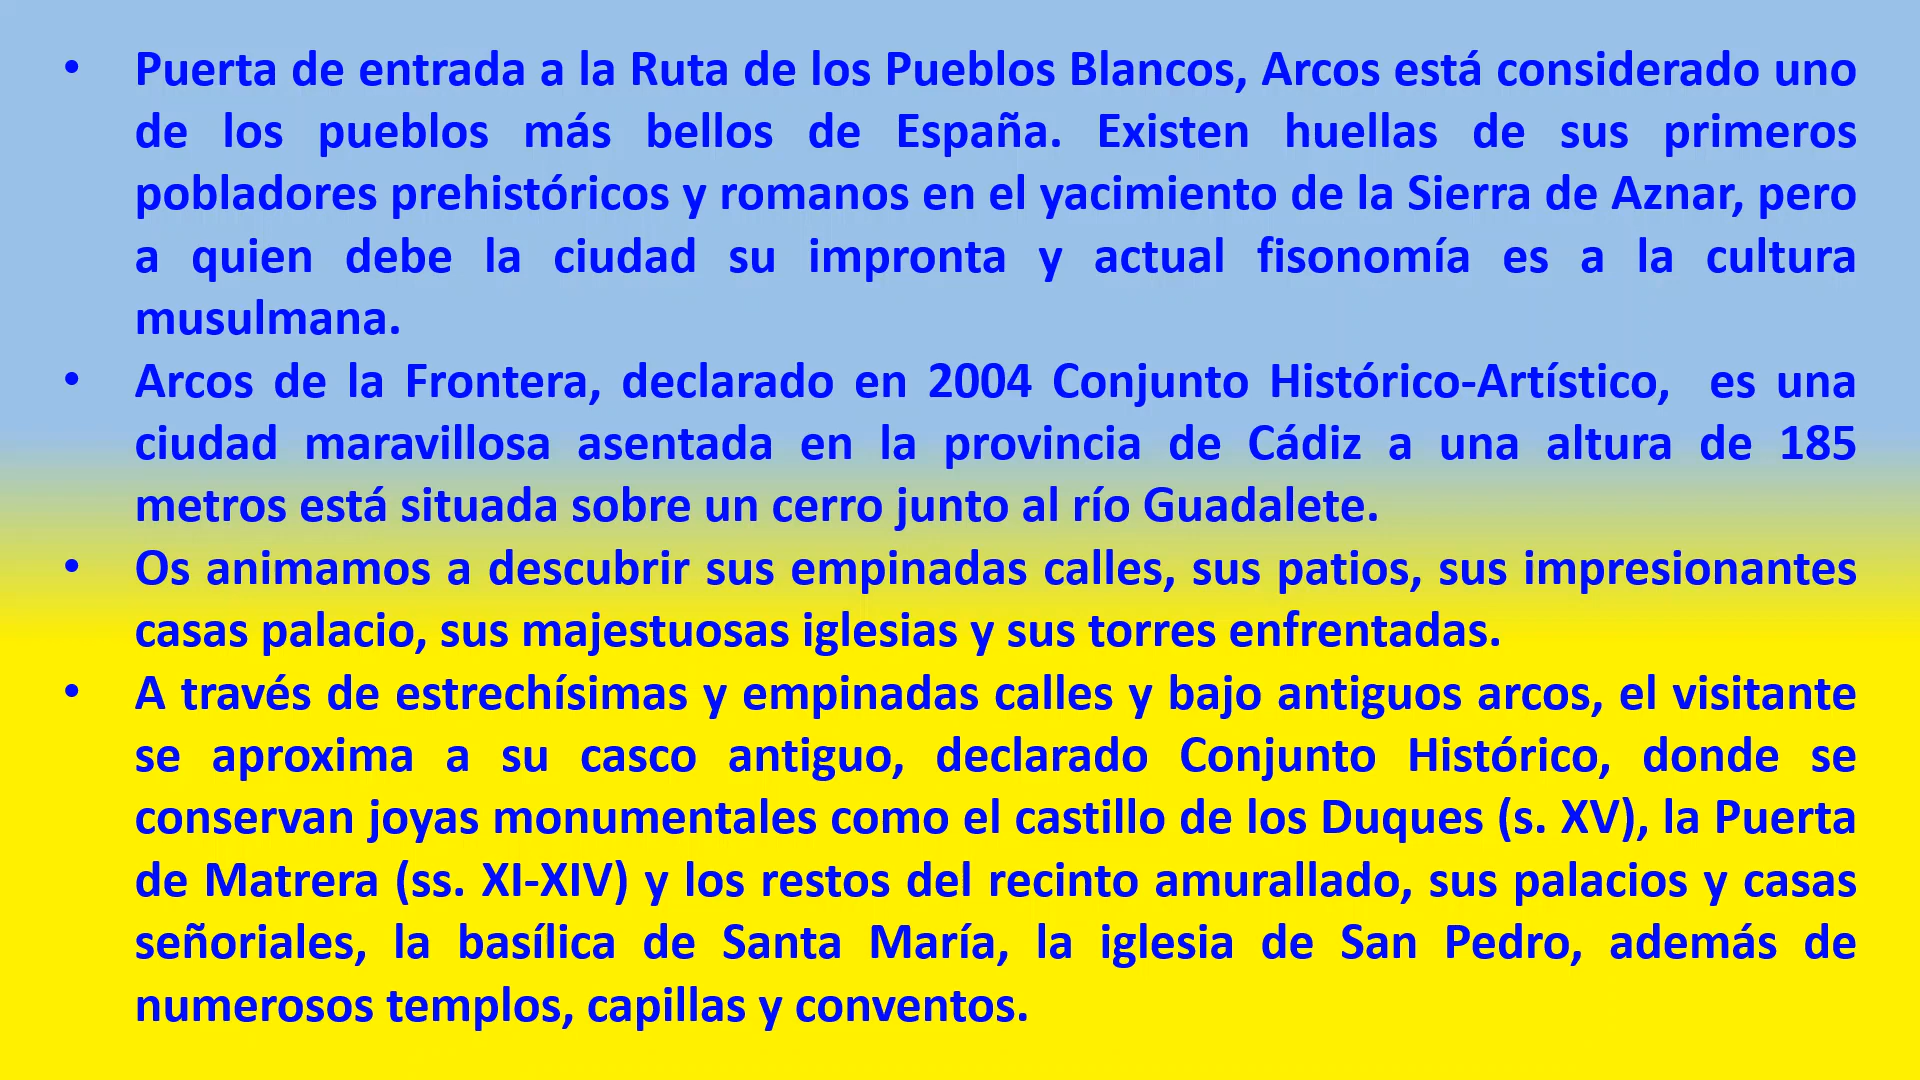 • Puerta de entrada a la Ruta de los Pueblos Blancos, Arcos está considerado uno
de los pueblos más bellos de España. Existen huellas de sus primeros
pobladores prehistóricos y romanos en el yacimiento de la Sierra de Aznar, pero
a quien debe la ciudad su impronta y actual fisonomía es a la cultura
musulmana.
• Arcos de la Frontera, declarado en 2004 Conjunto Histórico-Artístico,  es una
ciudad maravillosa asentada en la provincia de Cádiz a una altura de 185
metros está situada sobre un cerro junto al río Guadalete.
• Os animamos a descubrir sus empinadas calles, sus patios, sus impresionantes
casas palacio, sus majestuosas iglesias y sus torres enfrentadas.
• A través de estrechísimas y empinadas calles y bajo antiguos arcos, el visitante
se aproxima a su casco antiguo, declarado Conjunto Histórico, donde se
conservan joyas monumentales como el castillo de los Duques (s. XV), la Puerta
de Matrera (ss. XI-XIV) y los restos del recinto amurallado, sus palacios y casas
señoriales, la basílica de Santa María, la iglesia de San Pedro, además de
numerosos templos, capillas y conventos.